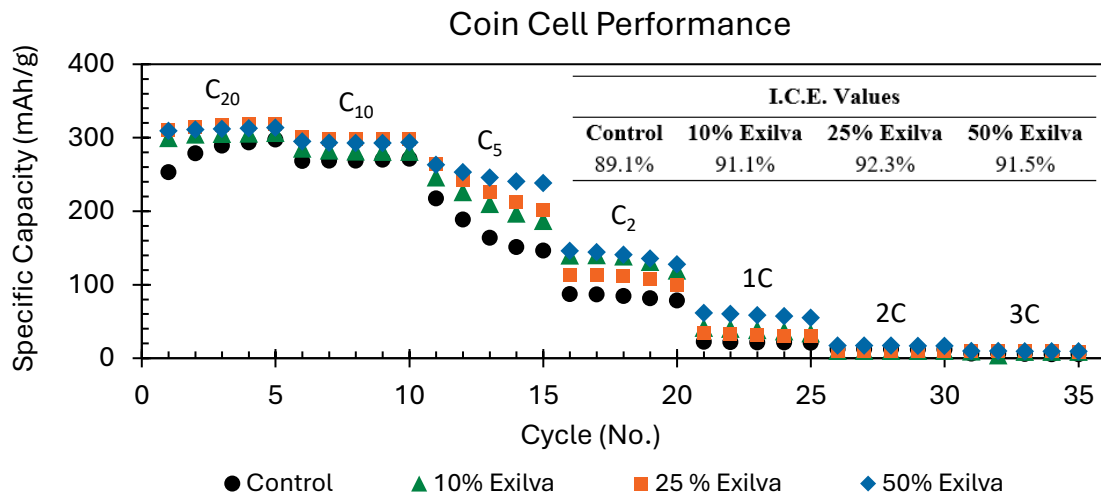 Coin Cell Performance
Specific Capacity (mAh/g)
400
300
200
100
0
C₂₀
C₁₀
C₅
C₂
1C
2C
3C
I.C.E. Values
Control 10% Exilva 25% Exilva 50% Exilva
89.1% 91.1% 92.3% 91.5%
0 5 10 15 20 25 30 35
Cycle (No.)
Control 10% Exilva 25 % Exilva 50% Exilva